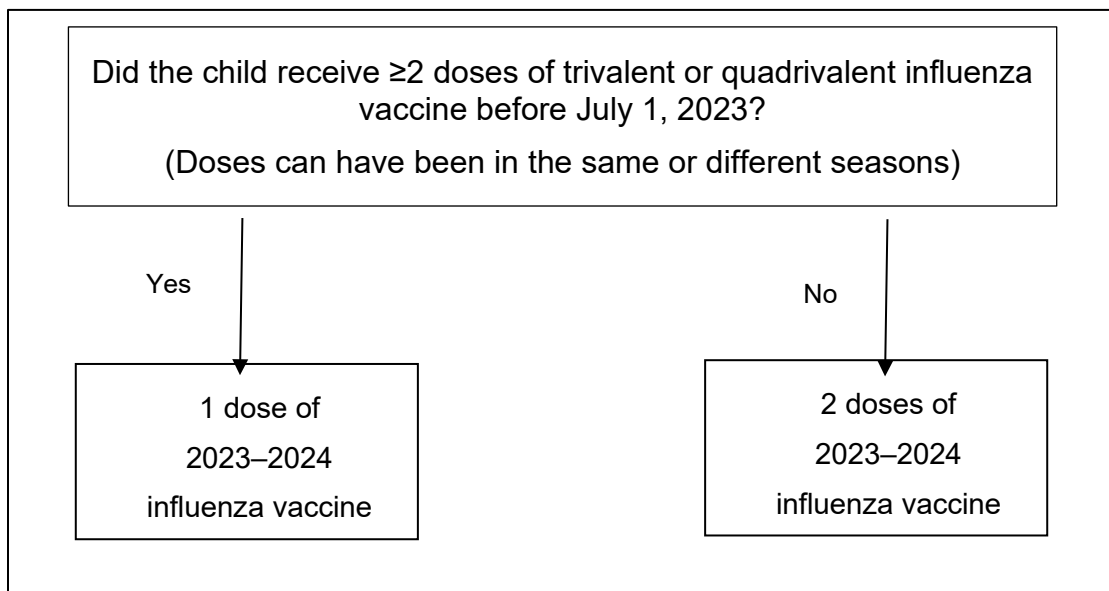 Did the child receive ≥2 doses of trivalent or quadrivalent influenza
vaccine before July 1, 2023?
(Doses can have been in the same or different seasons)
Yes
No
1 dose of
2023–2024
influenza vaccine
2 doses of
2023–2024
influenza vaccine